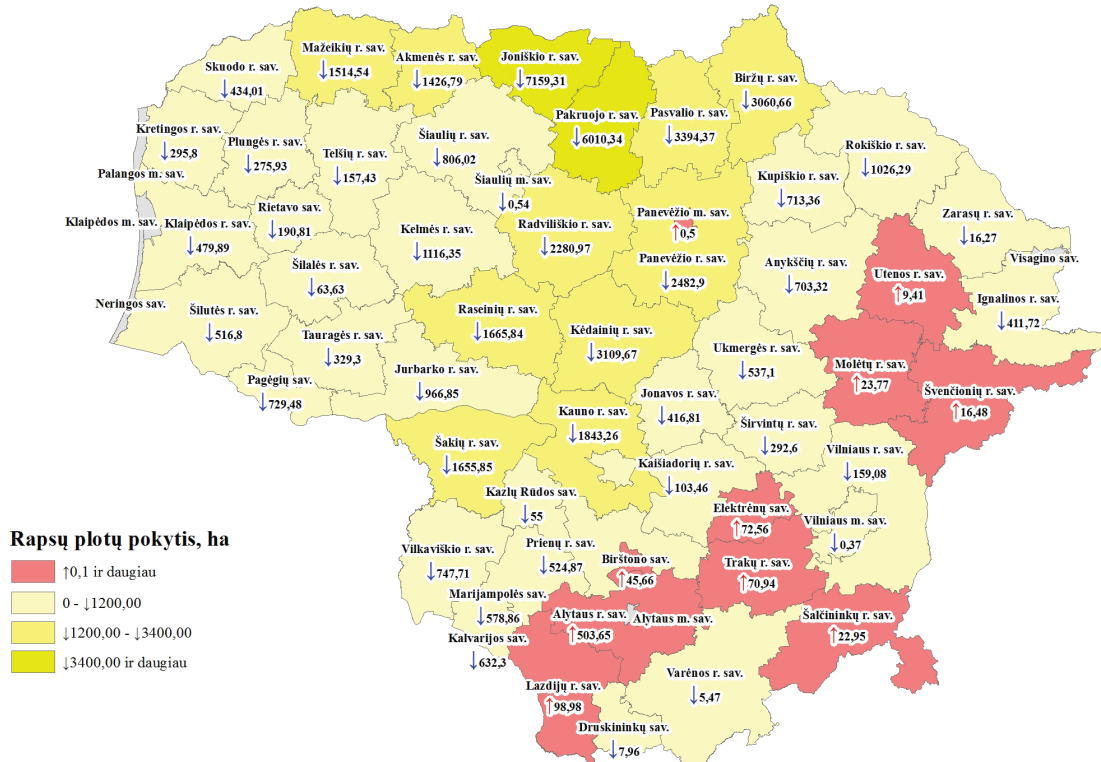 Mažeikių r. sav.
↓1514,54
Akmenės r. sav.
↓1426,79
Joniškio r. sav.
↓7159,31
Skuodo r. sav.
↓434,01
Biržų r. sav.
↓3060,66
Pakruojo r. sav.
↓6010,34
Pasvalio r. sav.
↓3394,37
Kretingos r. sav.
↓295,8
Plungės r. sav.
↓275,93
Telšių r. sav.
↓157,43
Šiaulių r. sav.
↓806,02
Rokiškio r. sav.
↓1026,29
Palangos m. sav.
Šiaulių m. sav.
↓0,54
Kupiškio r. sav.
↓713,36
Klaipėdos m. sav.
Klaipėdos r. sav.
↓479,89
Rietavo sav.
↓190,81
Kelmės r. sav.
↓1116,35
Radviliškio r. sav.
↓2280,97
Panevėžio m. sav.
↑0,5
Zarasų r. sav.
↓16,27
Panevėžio r. sav.
↓2482,9
Anykščių r. sav.
↓703,32
Utenos r. sav.
↑9,41
Visagino sav.
Šilalės r. sav.
↓63,63
Ignalinos r. sav.
↓411,72
Neringos sav.
Šilutės r. sav.
↓516,8
Raseinių r. sav.
↓1665,84
Kėdainių r. sav.
↓3109,67
Tauragės r. sav.
↓329,3
Ukmergės r. sav.
↓537,1
Molėtų r. sav.
↑23,77
Pagėgių sav.
↓729,48
Jurbarko r. sav.
↓966,85
Švenčionių r. sav.
↑16,48
Jonavos r. sav.
↓416,81
Kauno r. sav.
↓1843,26
Širvintų r. sav.
↓292,6
Šakių r. sav.
↓1655,85
Vilniaus r. sav.
↓159,08
Kaišiadorių r. sav.
↓103,46
Kazlų Rūdos sav.
↓55
Elektrėnų sav.
↑72,56
Vilniaus m. sav.
↓0,37
Rapsų plotų pokytis, ha
↑0,1 ir daugiau
0 - ↓1200,00
↓1200,00 - ↓3400,00
↓3400,00 ir daugiau
Vilkaviškio r. sav.
↓747,71
Prienų r. sav.
↓524,87
Birštono sav.
↑45,66
Trakų r. sav.
↑70,94
Marijampolės sav.
↓578,86
Alytaus r. sav.
↑503,65
Alytaus m. sav.
Šalčininkų r. sav.
↑22,95
Kalvarijos sav.
↓632,3
Varėnos r. sav.
↓5,47
Lazdijų r. sav.
↑98,98
Druskininkų sav.
↓7,96